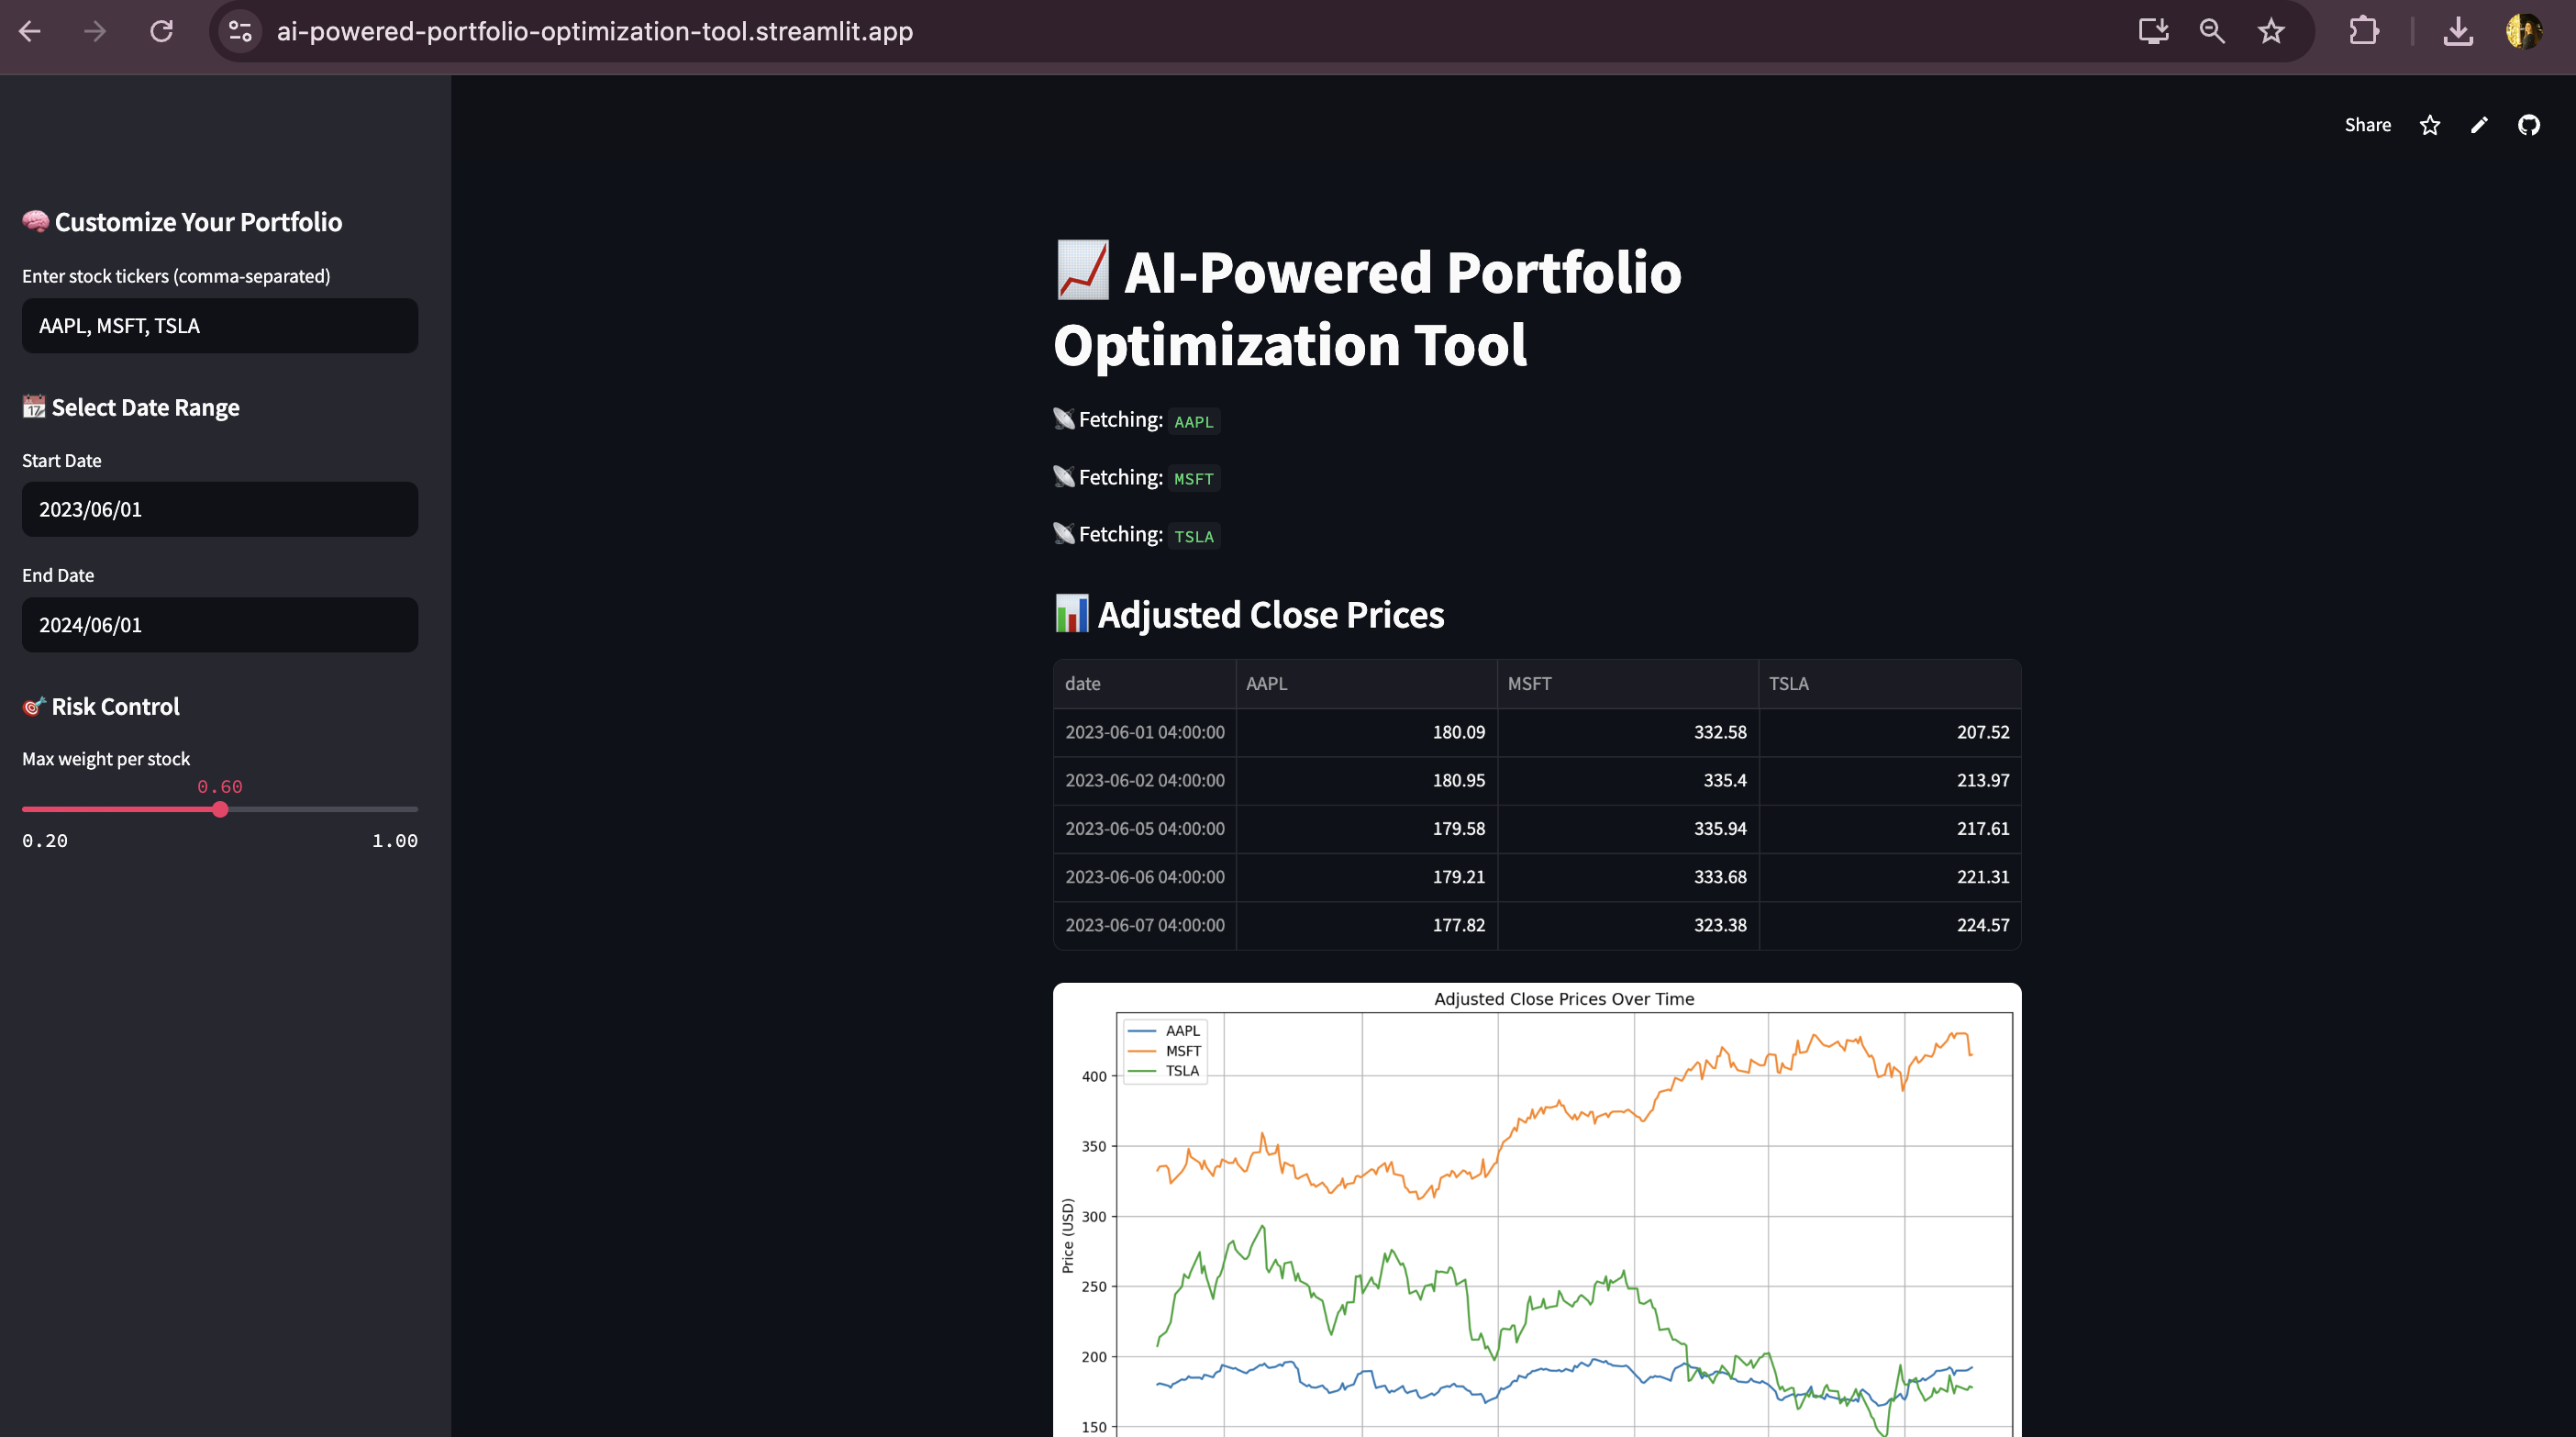 ai-powered-portfolio-optimization-tool.streamlit.app
Share
🧠 Customize Your Portfolio
Enter stock tickers (comma-separated)
AAPL, MSFT, TSLA
📆 Select Date Range
Start Date
2023/06/01
End Date
2024/06/01
🎯 Risk Control
Max weight per stock
0.60
0.20 1.00
📈 AI-Powered Portfolio
Optimization Tool
📡 Fetching: AAPL
📡 Fetching: MSFT
📡 Fetching: TSLA
📊 Adjusted Close Prices
date AAPL MSFT TSLA
2023-06-01 04:00:00 180.09 332.58 207.52
2023-06-02 04:00:00 180.95 335.4 213.97
2023-06-05 04:00:00 179.58 335.94 217.61
2023-06-06 04:00:00 179.21 333.68 221.31
2023-06-07 04:00:00 177.82 323.38 224.57
Adjusted Close Prices Over Time
AAPL
MSFT
TSLA
400
350
300
250
200
150
Price (USD)